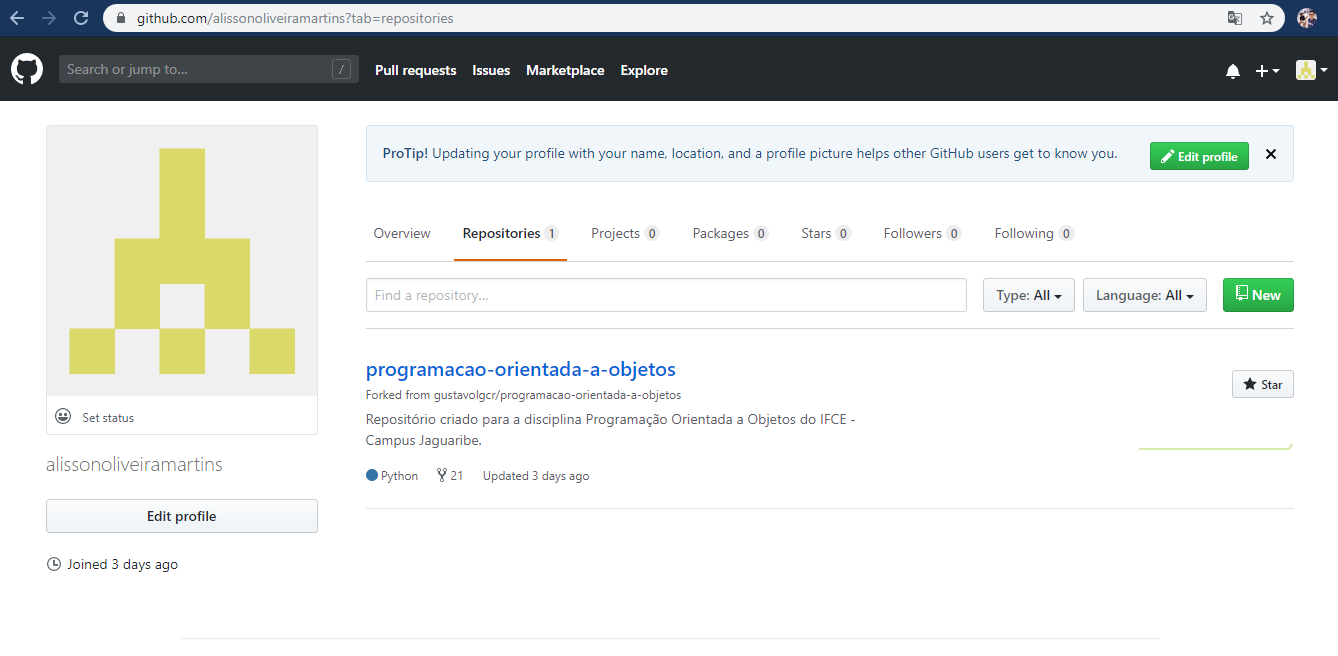 github.com/alissonoliveiramartins?tab=repositories
Search or jump to... / Pull requests Issues Marketplace Explore
ProTip! Updating your profile with your name, location, and a profile picture helps other GitHub users get to know you. Edit profile
Overview Repositories 1 Projects 0 Packages 0 Stars 0 Followers 0 Following 0
Find a repository... Type: All Language: All New
programacao-orientada-a-objetos
Forked from gustavolgcr/programacao-orientada-a-objetos
Star
Repositório criado para a disciplina Programação Orientada a Objetos do IFCE -
Campus Jaguaribe.
Python 21 Updated 3 days ago
Set status
alissonoliveiramartins
Edit profile
Joined 3 days ago